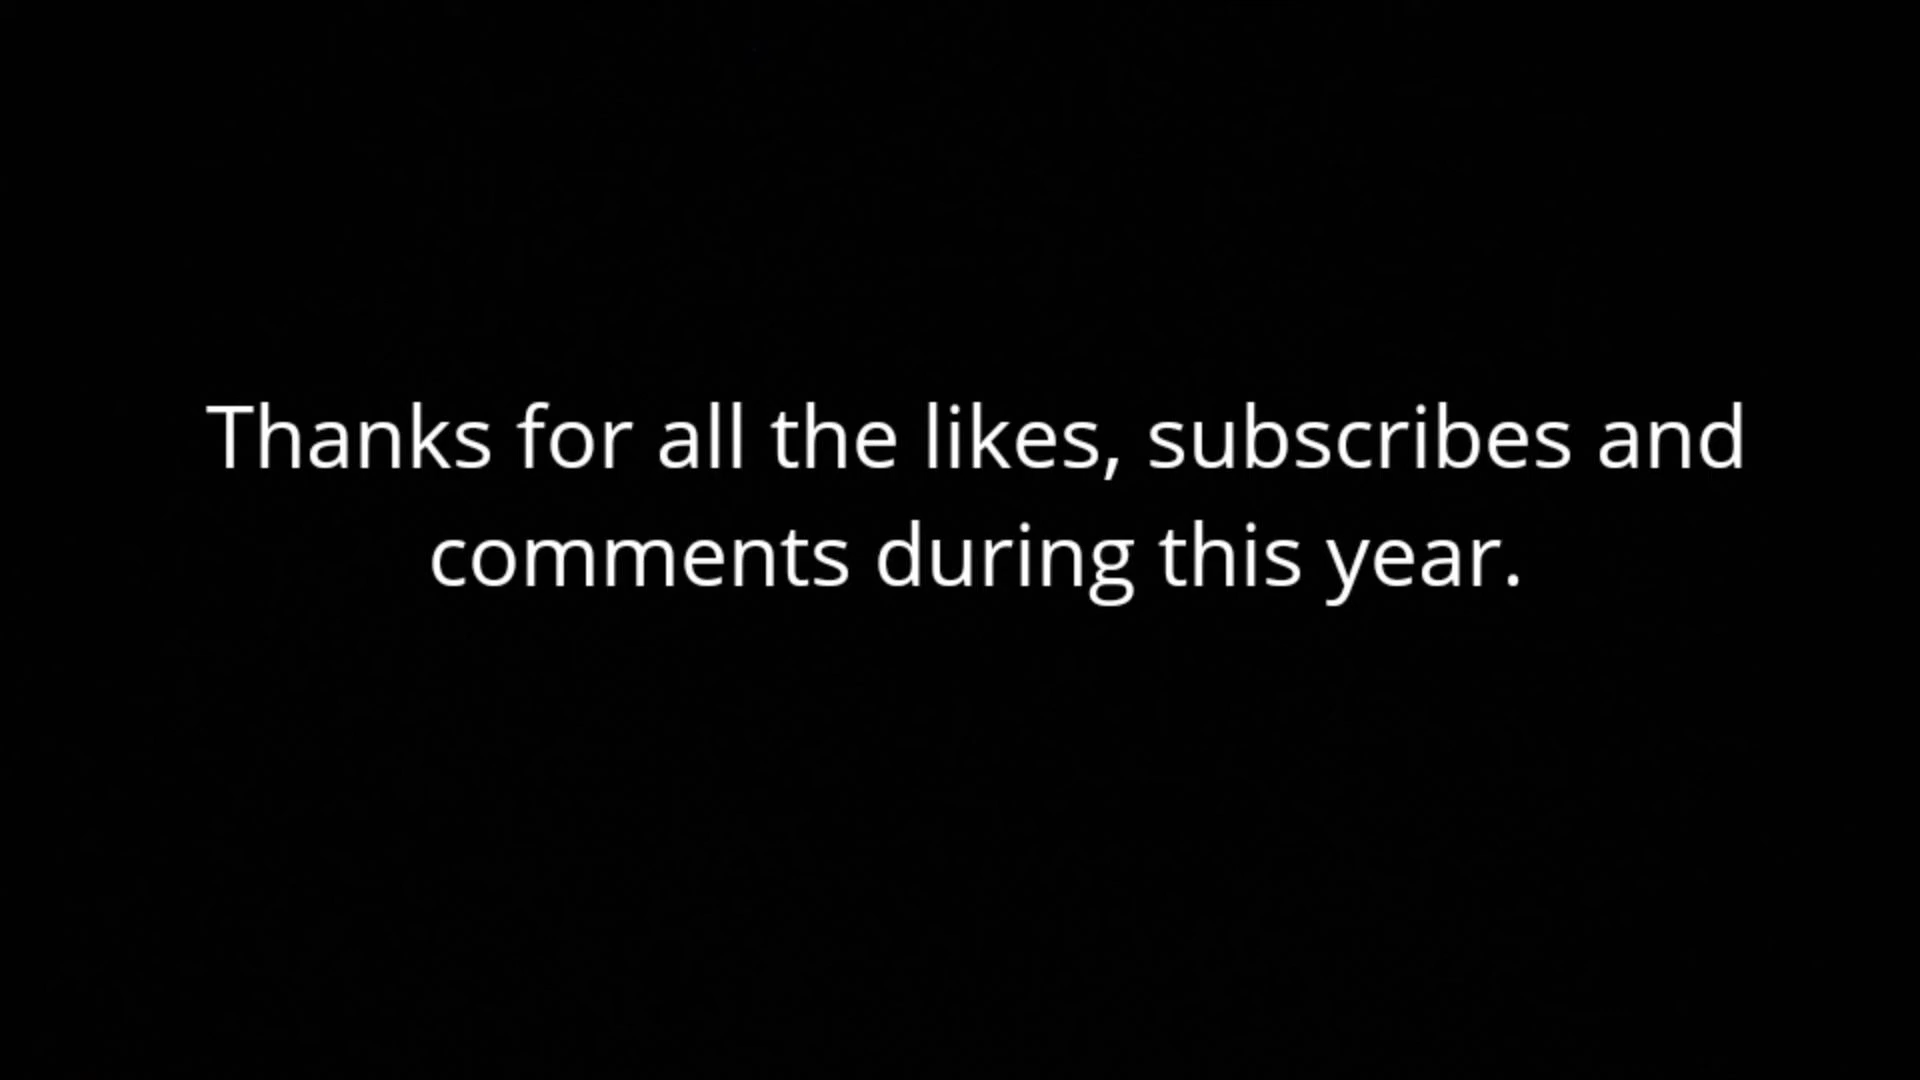 Thanks for all the likes, subscribes and
comments during this year.